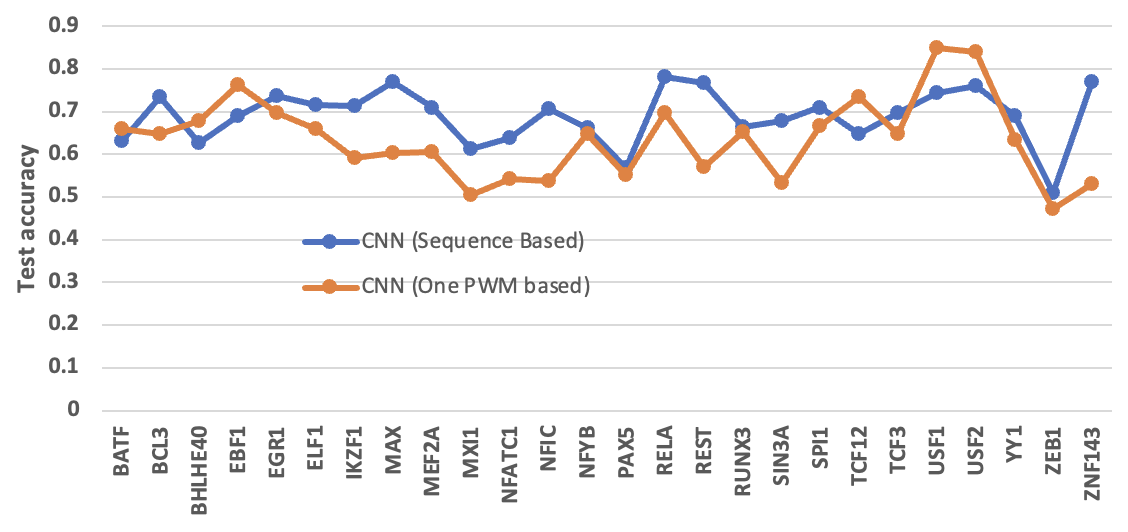 0.9
0.8
0.7
0.6
0.5
0.4
0.3
0.2
0.1
0
Test accuracy
CNN (Sequence Based)
CNN (One PWM based)
BATF
BCL3
BHLHE40
EBF1
EGR1
ELF1
IKZF1
MAX
MEF2A
MXI1
NFATC1
NFIC
NFYB
PAX5
RELA
REST
RUNX3
SIN3A
SPI1
TCF12
TCF3
USF1
USF2
YY1
ZEB1
ZNF143